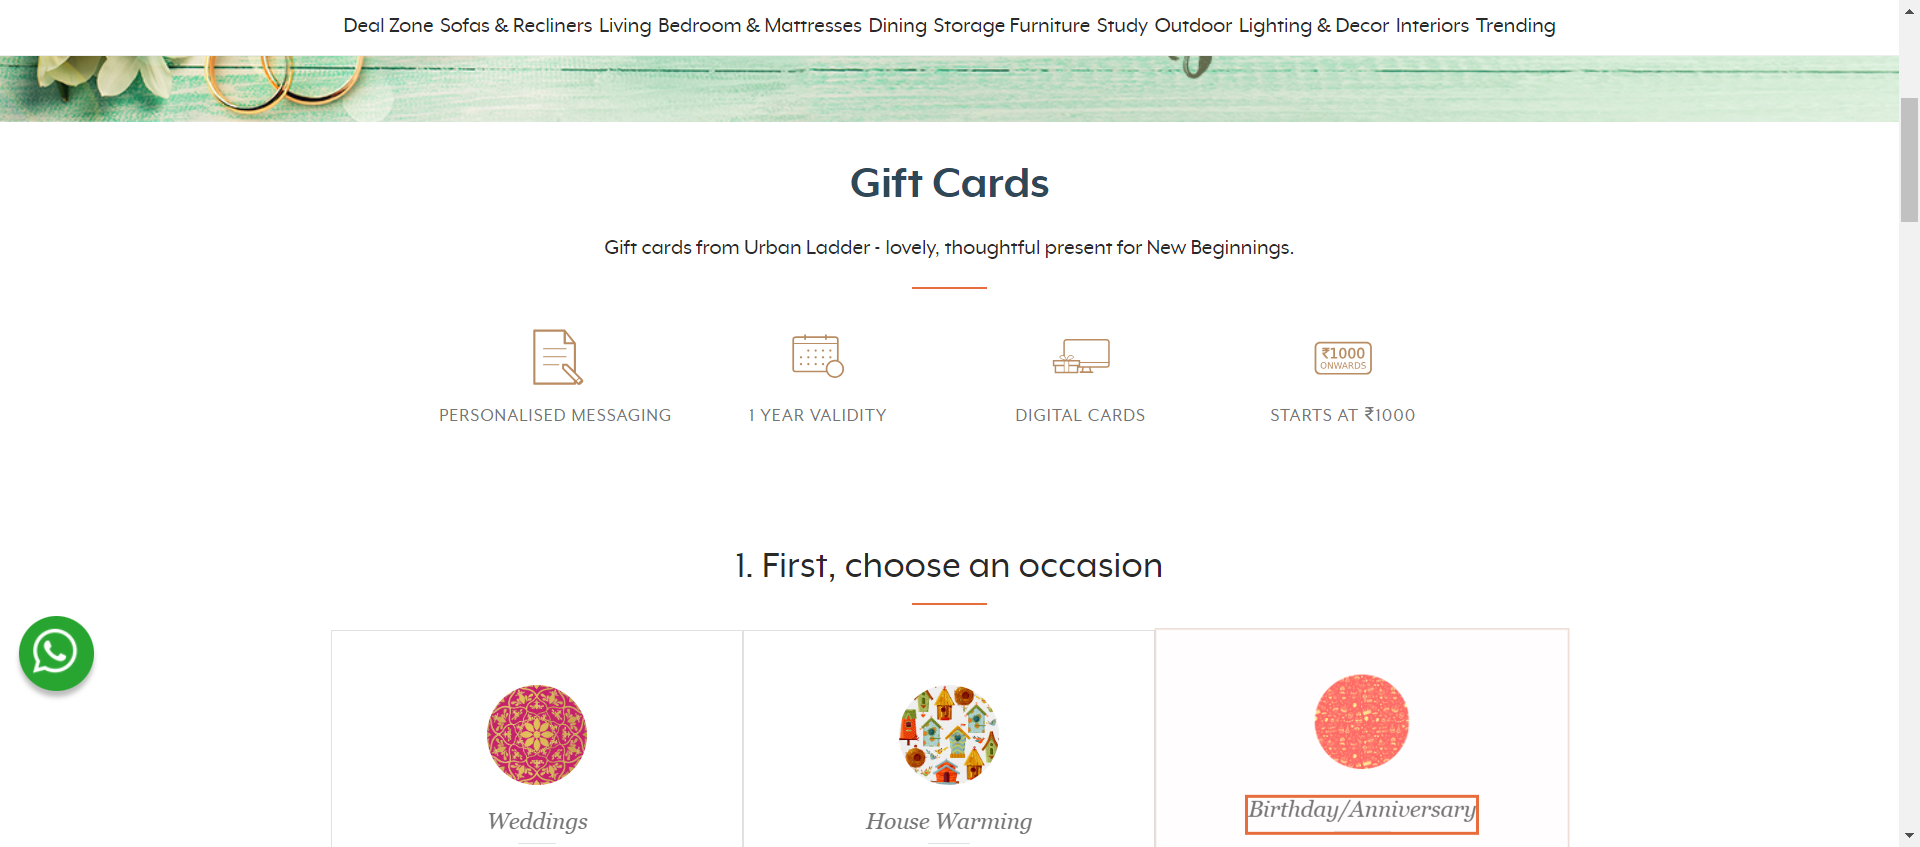 Deal Zone Sofas & Recliners Living Bedroom & Mattresses Dining Storage Furniture Study Outdoor Lighting & Decor Interiors Trending
Gift Cards
Gift cards from Urban Ladder - lovely, thoughtful present for New Beginnings.
₹1000
ONWARDS
PERSONALISED MESSAGING 1 YEAR VALIDITY DIGITAL CARDS STARTS AT ₹1000
1. First, choose an occasion
Weddings House Warming Birthday/Anniversary